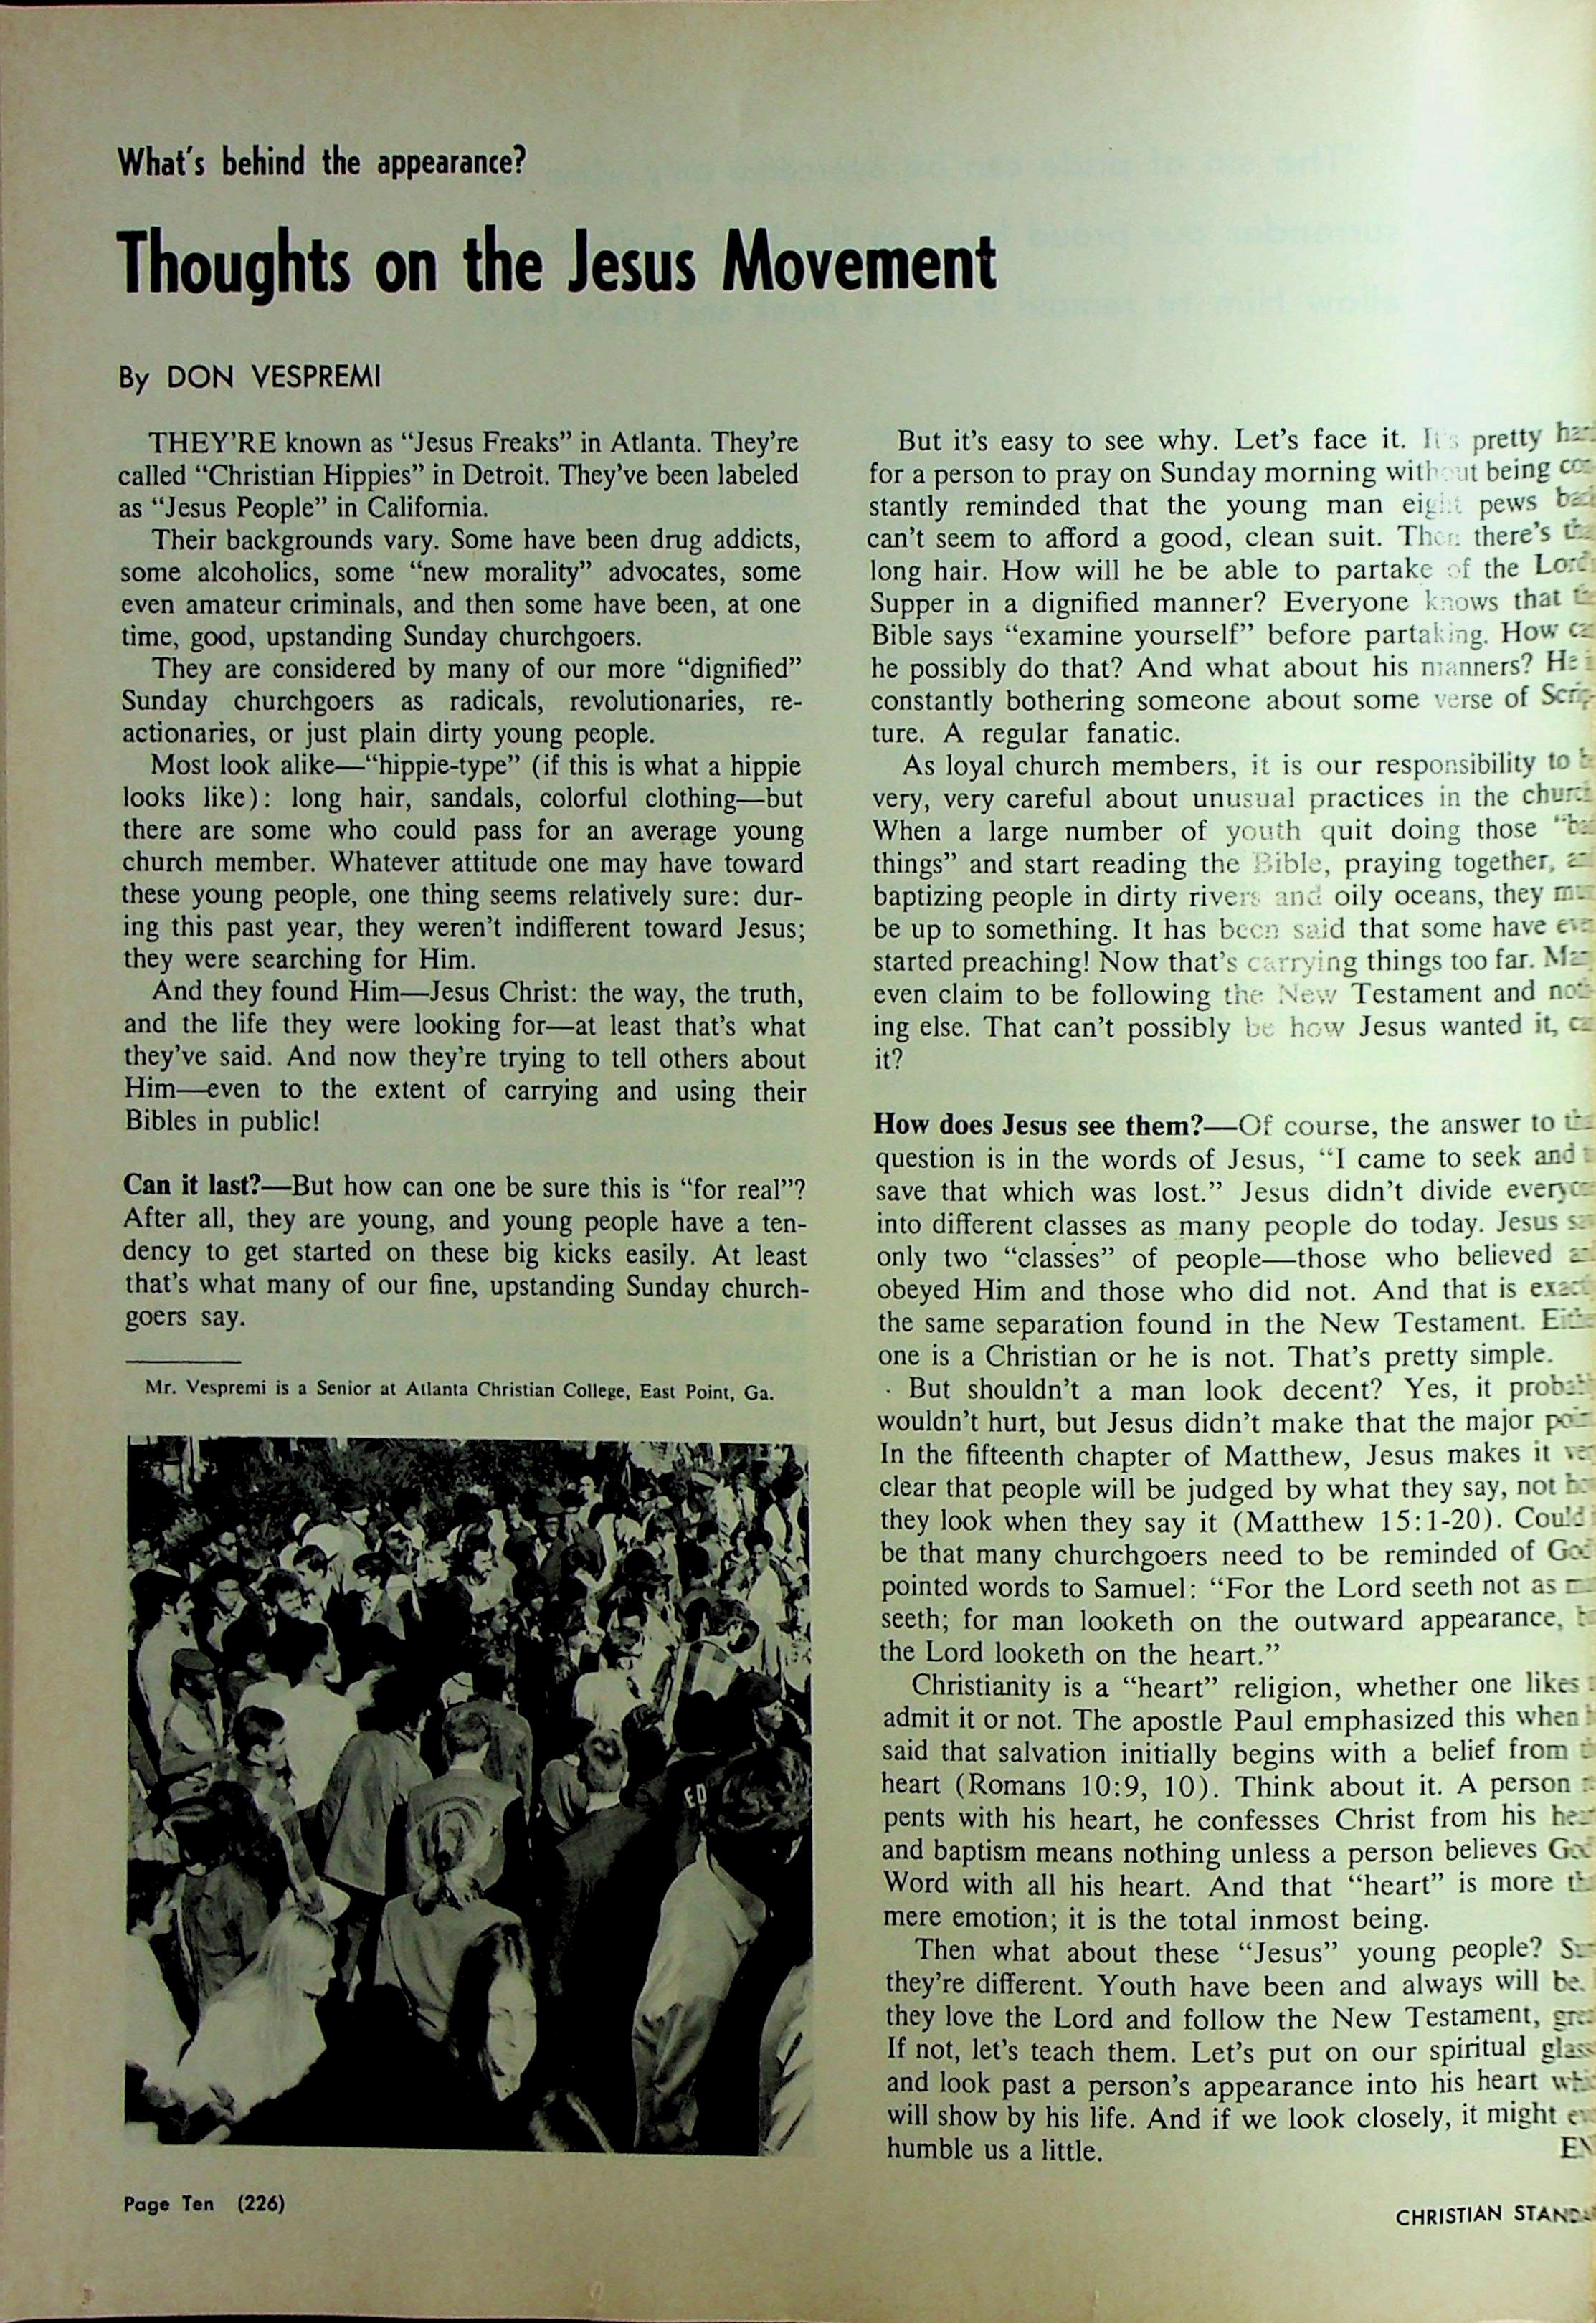 What's behind the appearance?
Thoughts on the Jesus Movement
By DON VESPREMI
THEY'RE known as "Jesus Freaks" in Atlanta. They're
called "Christian Hippies" in Detroit. They've been labeled
as "Jesus People" in California.
Their backgrounds vary. Some have been drug addicts,
some alcoholics, some "new morality" advocates, some
even amateur criminals, and then some have been, at one
time, good, upstanding Sunday churchgoers.
They are considered by many of our more "dignified"
Sunday churchgoers as radicals, revolutionaries, re-
actionaries, or just plain dirty young people.
Most look alike—"hippie-type" (if this is what a hippie
looks like): long hair, sandals, colorful clothing—but
there are some who could pass for an average young
church member. Whatever attitude one may have toward
these young people, one thing seems relatively sure: dur-
ing this past year, they weren't indifferent toward Jesus;
they were searching for Him.
And they found Him—Jesus Christ: the way, the truth,
and the life they were looking for—at least that's what
they've said. And now they're trying to tell others about
Him—even to the extent of carrying and using their
Bibles in public!
Can it last?—But how can one be sure this is "for real"?
After all, they are young, and young people have a ten-
dency to get started on these big kicks easily. At least
that's what many of our fine, upstanding Sunday church-
goers say.
Mr. Vespremi is a Senior at Atlanta Christian College, East Point, Ga.
ED
Page Ten (226)
But it's easy to see why. Let's face it. It's pretty
for a person to pray on Sunday morning without being
stantly reminded that the young man eight pews
can't seem to afford a good, clean suit. Then there's
long hair. How will he be able to partake of the
Supper in a dignified manner? Everyone knows that
Bible says "examine yourself" before partaking. How
he possibly do that? And what about his manners? He
constantly bothering someone about some verse of
ture. A regular fanatic.
As loyal church members, it is our responsibility to
very, very careful about unusual practices in the
When a large number of youth quit doing those
things" and start reading the Bible, praying together,
baptizing people in dirty rivers and oily oceans, they
be up to something. It has been said that some have
started preaching! Now that's carrying things too far.
even claim to be following the New Testament and
ing else. That can't possibly be how Jesus wanted it,
it?
How does Jesus see them?—Of course, the answer to
question is in the words of Jesus, "I came to seek and
save that which was lost." Jesus didn't divide
into different classes as many people do today. Jesus
only two "classes" of people—those who believed
obeyed Him and those who did not. And that is
the same separation found in the New Testament.
one is a Christian or he is not. That's pretty simple.
But shouldn't a man look decent? Yes, it
wouldn't hurt, but Jesus didn't make that the major
In the fifteenth chapter of Matthew, Jesus makes it
clear that people will be judged by what they say, not
they look when they say it (Matthew 15:1-20).
be that many churchgoers need to be reminded of
pointed words to Samuel: "For the Lord seeth not as
seeth; for man looketh on the outward appearance,
the Lord looketh on the heart."
Christianity is a "heart" religion, whether one likes
admit it or not. The apostle Paul emphasized this when
said that salvation initially begins with a belief from
heart (Romans 10:9, 10). Think about it. A person
pents with his heart, he confesses Christ from his
and baptism means nothing unless a person believes
Word with all his heart. And that "heart" is more
mere emotion; it is the total inmost being.
Then what about these "Jesus" young people?
they're different. Youth have been and always will be.
they love the Lord and follow the New Testament,
If not, let's teach them. Let's put on our spiritual
and look past a person's appearance into his heart
will show by his life. And if we look closely, it might
humble us a little.
CHRISTIAN